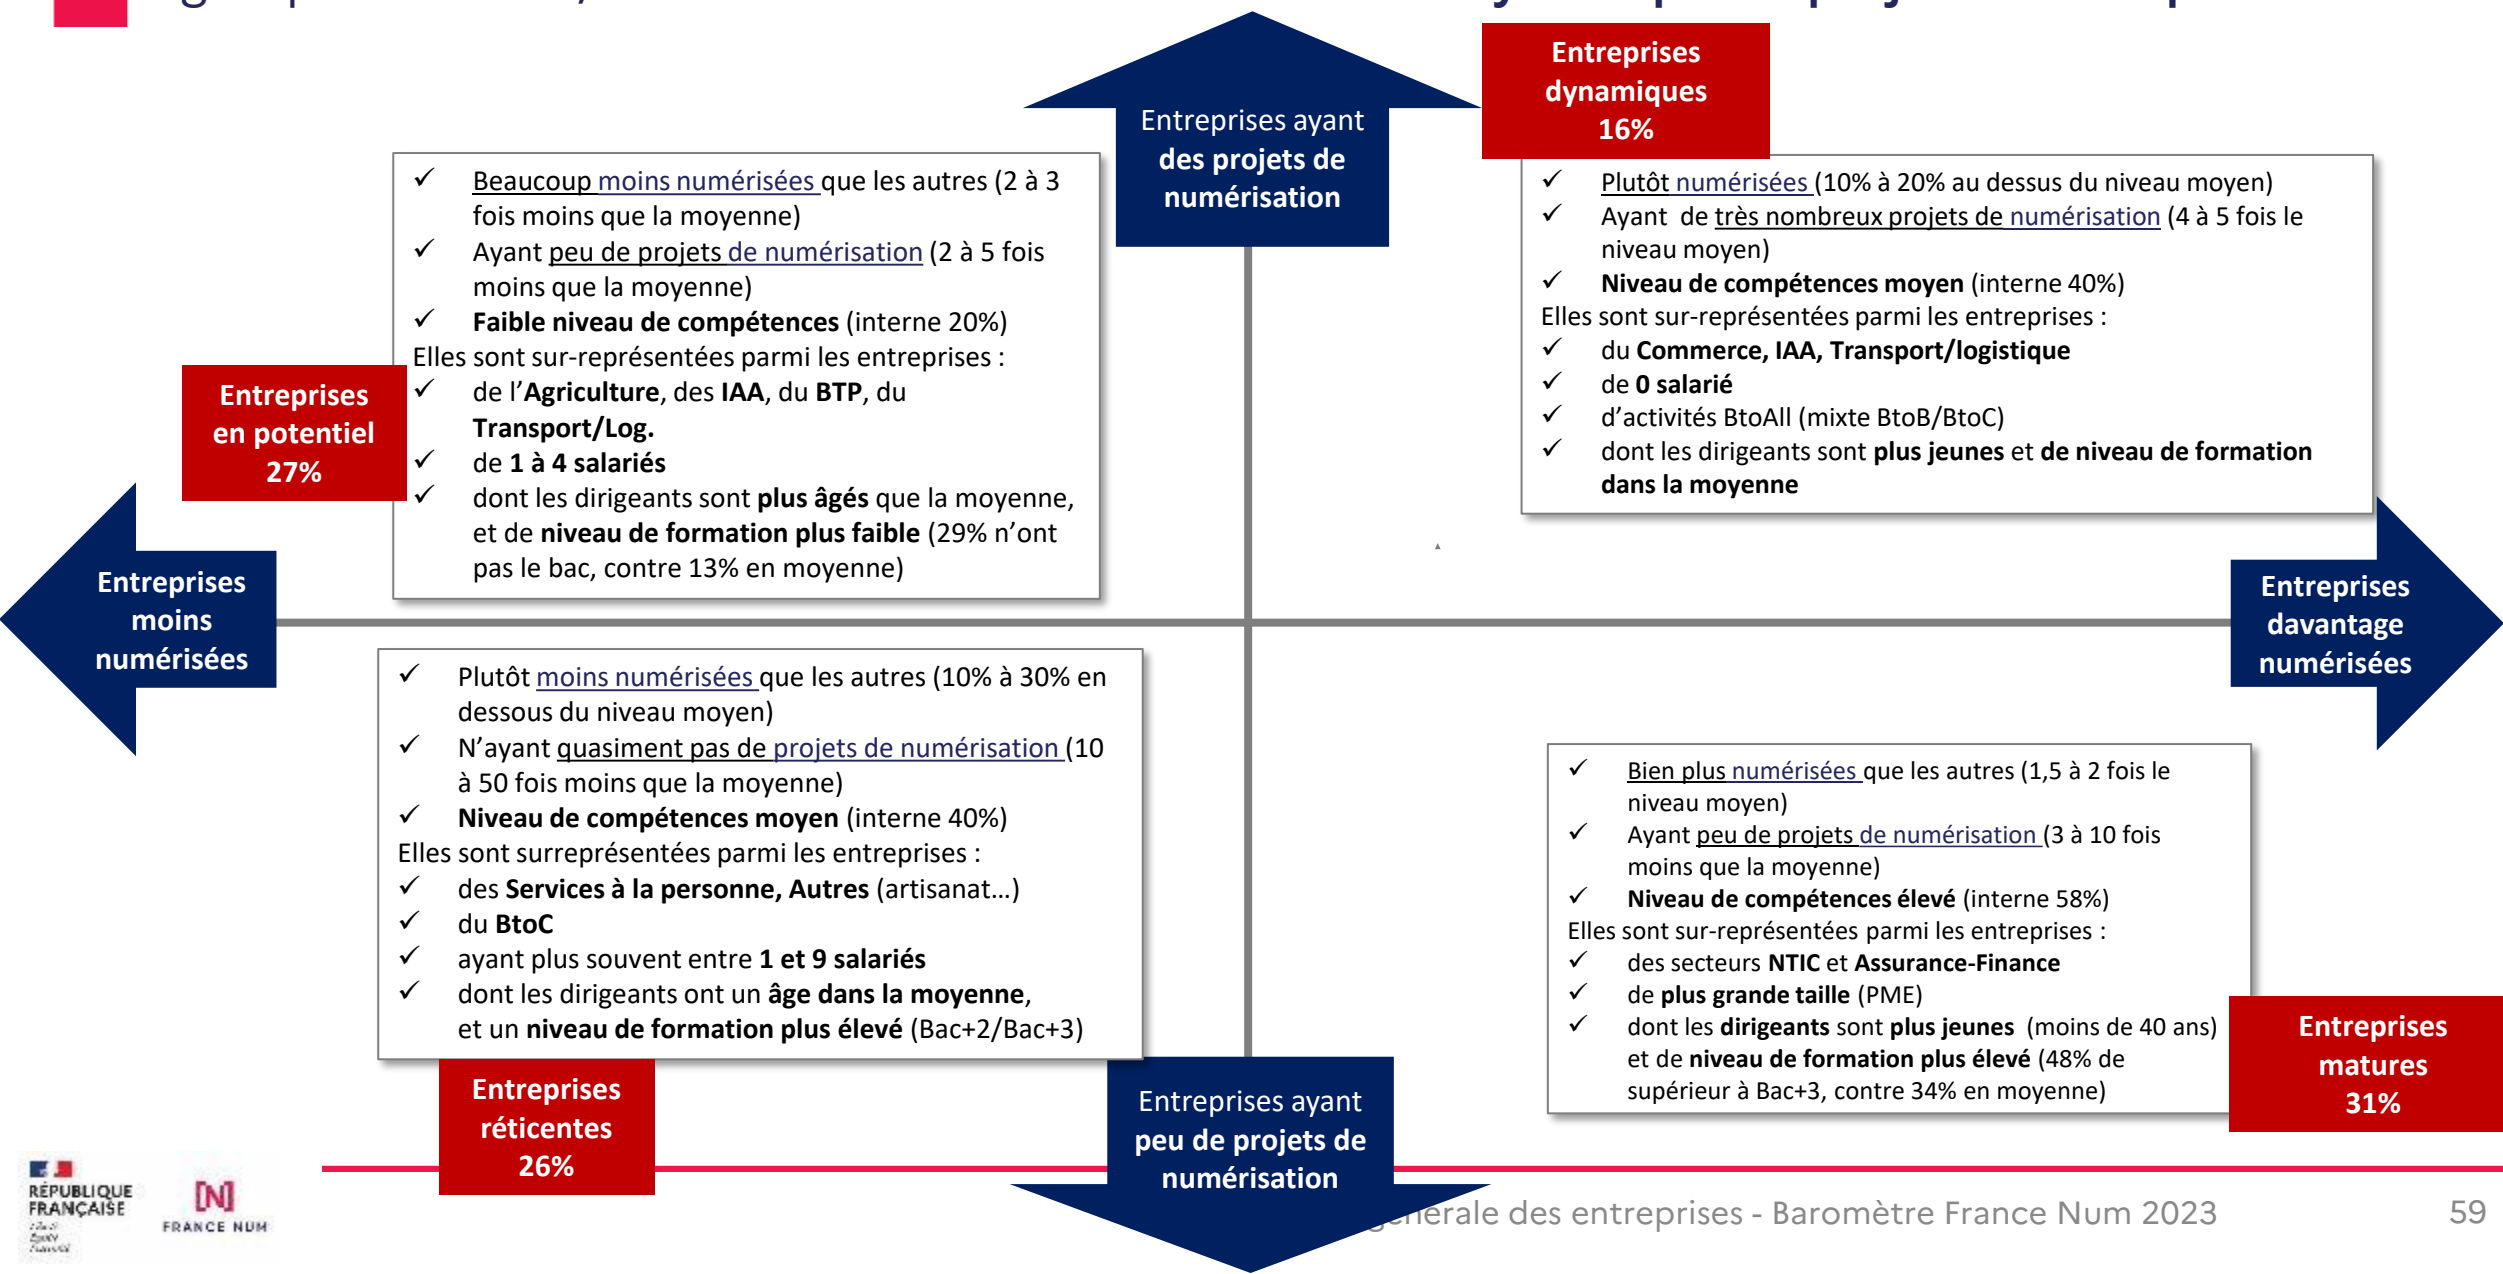 Entreprises
dynamiques
16%
Entreprises ayant
des projets de
numérisation
✓ Beaucoup moins numérisées que les autres (2 à 3
fois moins que la moyenne)
✓ Ayant peu de projets de numérisation (2 à 5 fois
moins que la moyenne)
✓ Faible niveau de compétences (interne 20%)
Elles sont sur-représentées parmi les entreprises :
✓ de l’Agriculture, des IAA, du BTP, du
Transport/Log.
✓ de 1 à 4 salariés
✓ dont les dirigeants sont plus âgés que la moyenne,
et de niveau de formation plus faible (29% n’ont
pas le bac, contre 13% en moyenne)
Entreprises
en potentiel
27%
✓ Plutôt numérisées (10% à 20% au dessus du niveau moyen)
✓ Ayant de très nombreux projets de numérisation (4 à 5 fois le
niveau moyen)
✓ Niveau de compétences moyen (interne 40%)
Elles sont sur-représentées parmi les entreprises :
✓ du Commerce, IAA, Transport/logistique
✓ de 0 salarié
✓ d’activités BtoAll (mixte BtoB/BtoC)
✓ dont les dirigeants sont plus jeunes et de niveau de formation
dans la moyenne
Entreprises
moins
numérisées
Entreprises
davantage
numérisées
✓ Plutôt moins numérisées que les autres (10% à 30% en
dessous du niveau moyen)
✓ N’ayant quasiment pas de projets de numérisation (10
à 50 fois moins que la moyenne)
✓ Niveau de compétences moyen (interne 40%)
Elles sont surreprésentées parmi les entreprises :
✓ des Services à la personne, Autres (artisanat…)
✓ du BtoC
✓ ayant plus souvent entre 1 et 9 salariés
✓ dont les dirigeants ont un âge dans la moyenne,
et un niveau de formation plus élevé (Bac+2/Bac+3)
Entreprises
réticentes
26%
✓ Bien plus numérisées que les autres (1,5 à 2 fois le
niveau moyen)
✓ Ayant peu de projets de numérisation (3 à 10 fois
moins que la moyenne)
✓ Niveau de compétences élevé (interne 58%)
Elles sont sur-représentées parmi les entreprises :
✓ des secteurs NTIC et Assurance-Finance
✓ de plus grande taille (PME)
✓ dont les dirigeants sont plus jeunes (moins de 40 ans)
et de niveau de formation plus élevé (48% de
supérieur à Bac+3, contre 34% en moyenne)
Entreprises
matures
31%
Entreprises ayant
peu de projets de
numérisation
RÉPUBLIQUE
FRANÇAISE
FRANCE NUM
des entreprises - Baromètre France Num 2023
59